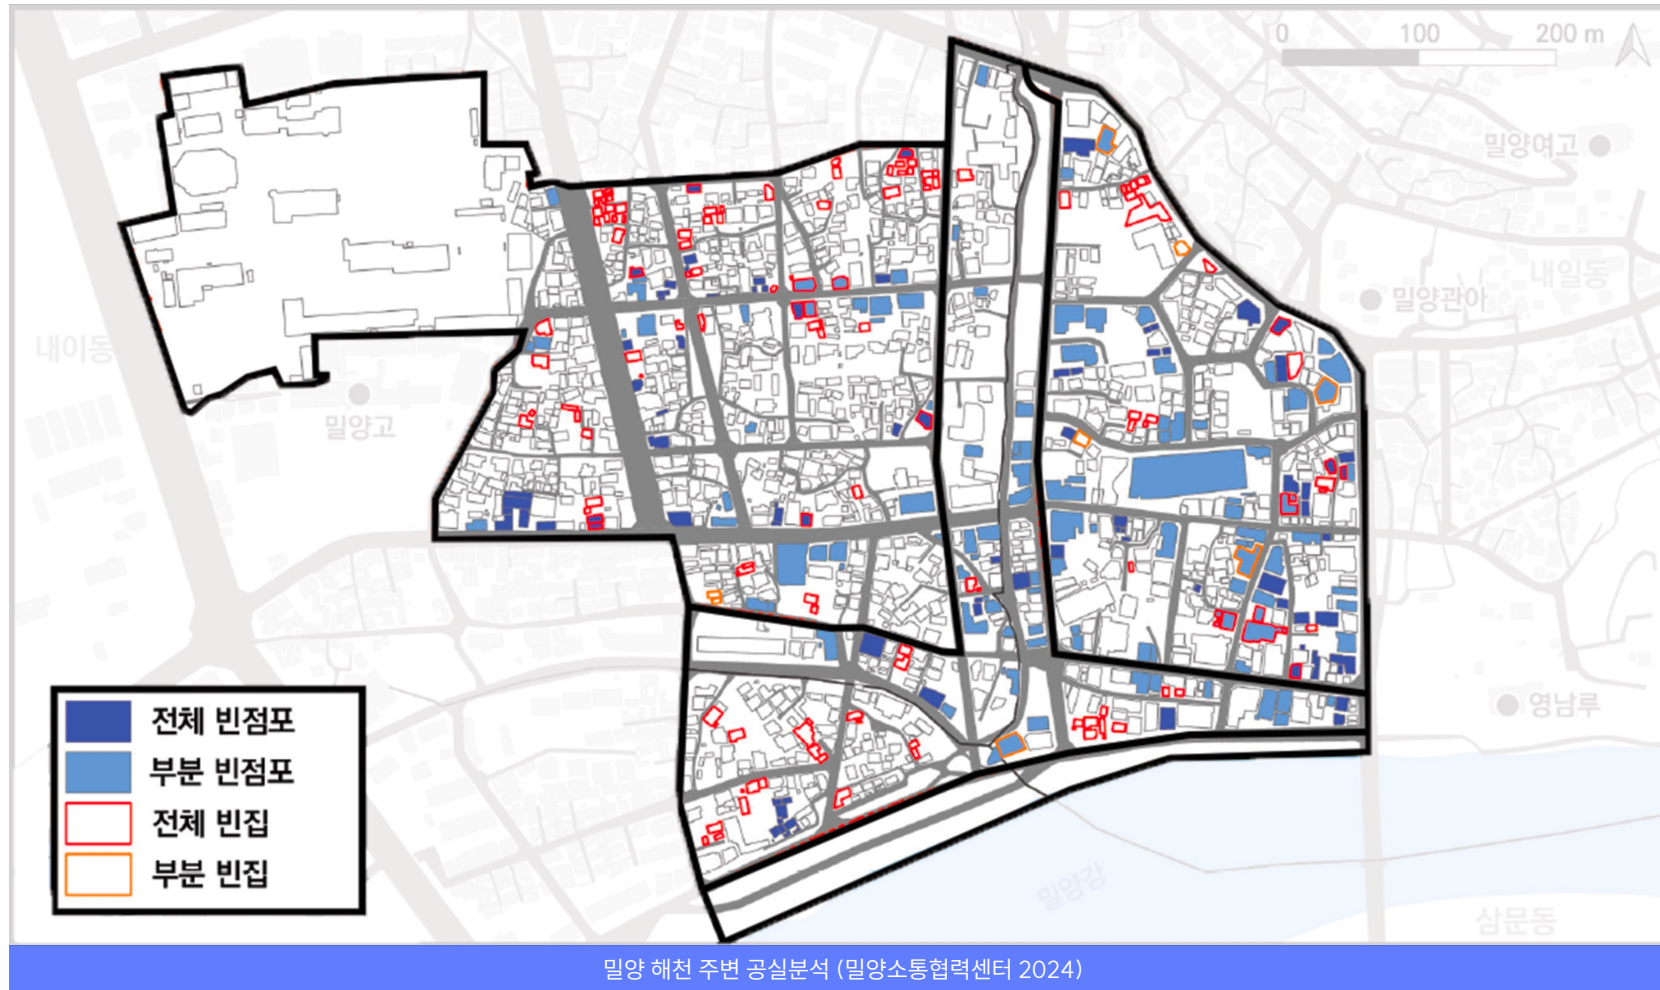 0 100 200 m
밀양여고
내일동
밀양관아
내이동
밀양고
영남루
전체 빈점포
부분 빈점포
전체 빈집
부분 빈집
밀양강
삼문동
밀양 해천 주변 공실분석 (밀양소통협력센터 2024)